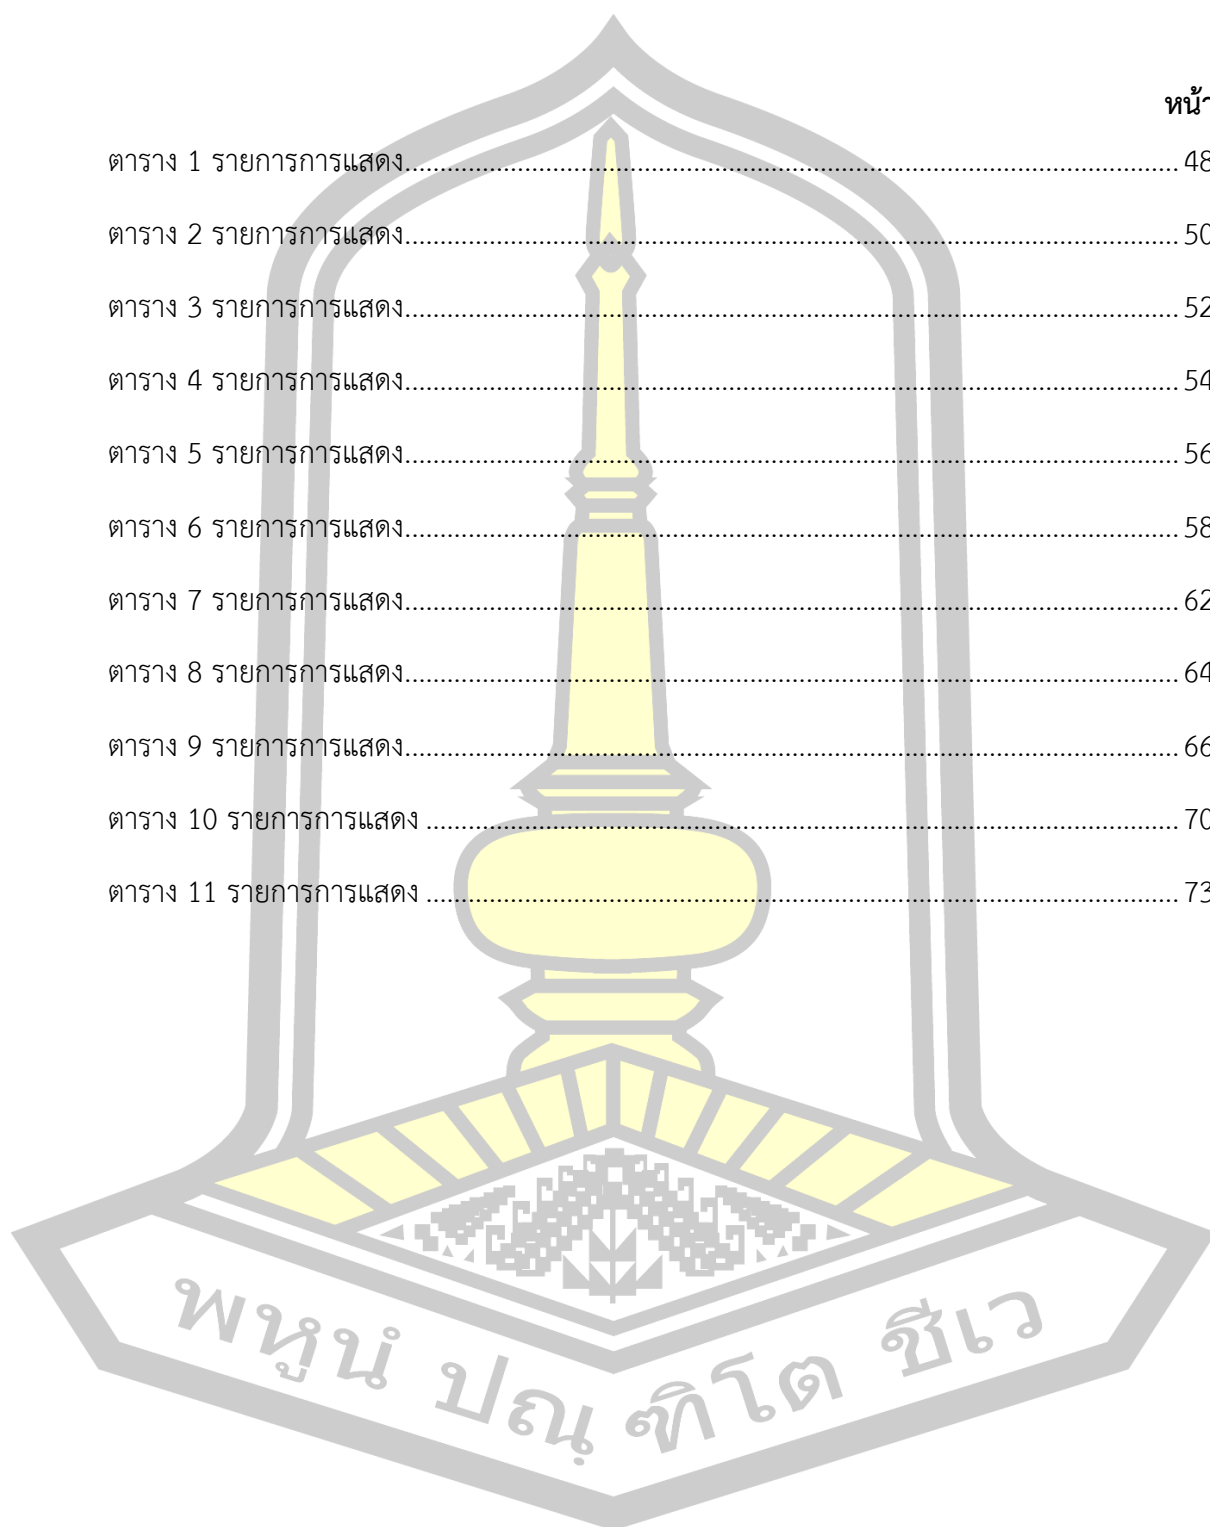 หน้า
ตาราง 1 รายการการแสดง.......................................................................................................... 48
ตาราง 2 รายการการแสดง.......................................................................................................... 50
ตาราง 3 รายการการแสดง.......................................................................................................... 52
ตาราง 4 รายการการแสดง.......................................................................................................... 54
ตาราง 5 รายการการแสดง.......................................................................................................... 56
ตาราง 6 รายการการแสดง.......................................................................................................... 58
ตาราง 7 รายการการแสดง.......................................................................................................... 62
ตาราง 8 รายการการแสดง.......................................................................................................... 64
ตาราง 9 รายการการแสดง.......................................................................................................... 66
ตาราง 10 รายการการแสดง ....................................................................................................... 70
ตาราง 11 รายการการแสดง ....................................................................................................... 73
พหูนํ ปณฺ ฑิโต ชีเว